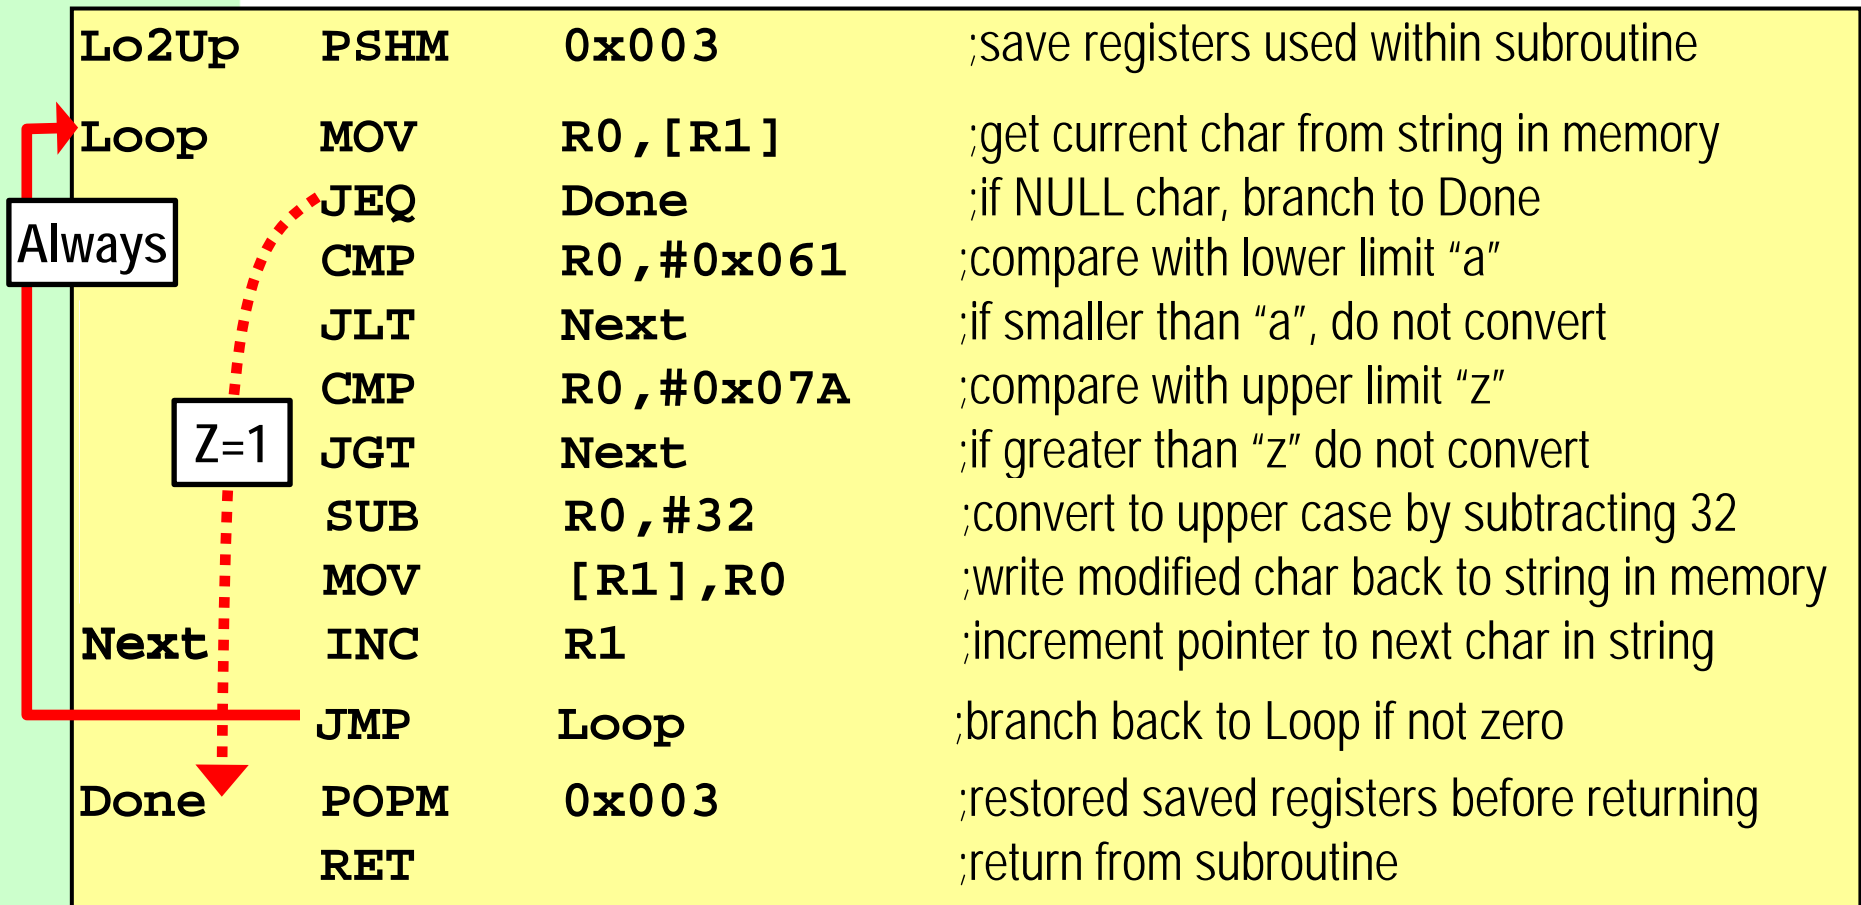 Lo2Up PSHM 0x003 ;save registers used within subroutine
Loop MOV R0,[R1] ;get current char from string in memory
JEQ Done ;if NULL char, branch to Done
Always
CMP R0,#0x061 ;compare with lower limit “a”
JLT Next ;if smaller than “a”, do not convert
CMP R0,#0x07A ;compare with upper limit “z”
Z=1
JGT Next ;if greater than “z” do not convert
SUB R0,#32 ;convert to upper case by subtracting 32
MOV [R1],R0 ;write modified char back to string in memory
Next INC R1 ;increment pointer to next char in string
JMP Loop ;branch back to Loop if not zero
Done POPM 0x003 ;restored saved registers before returning
RET ;return from subroutine